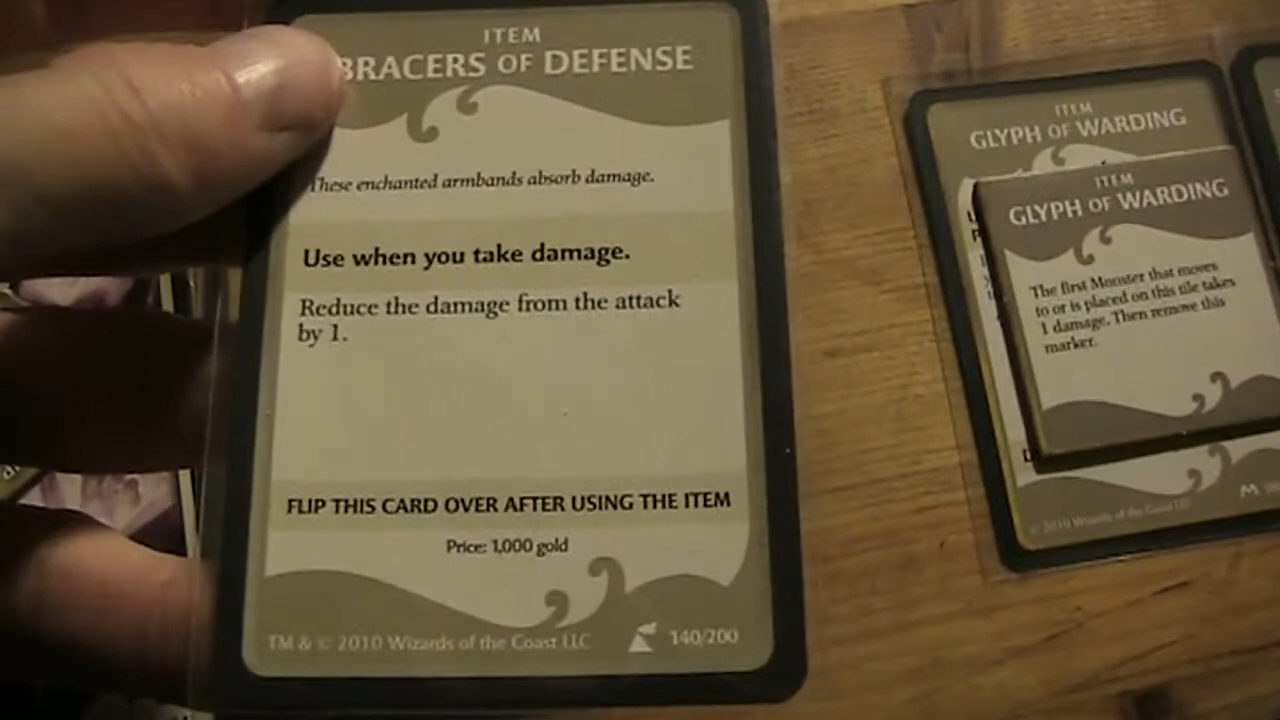 ITEM
BRACERS OF DEFENSE
These enchanted armbands absorb damage.
Use when you take damage.
Reduce the damage from the attack
by 1.
FLIP THIS CARD OVER AFTER USING THE ITEM
Price: 1,000 gold
TM & © 2010 Wizards of the Coast LLC
140/200
ITEM
GLYPH OF WARDING
ITEM
GLYPH OF WARDING
The first Monster that moves
to or is placed on this tile takes
1 damage. Then remove this
marker.
© 2010 Wizards of the Coast LLC